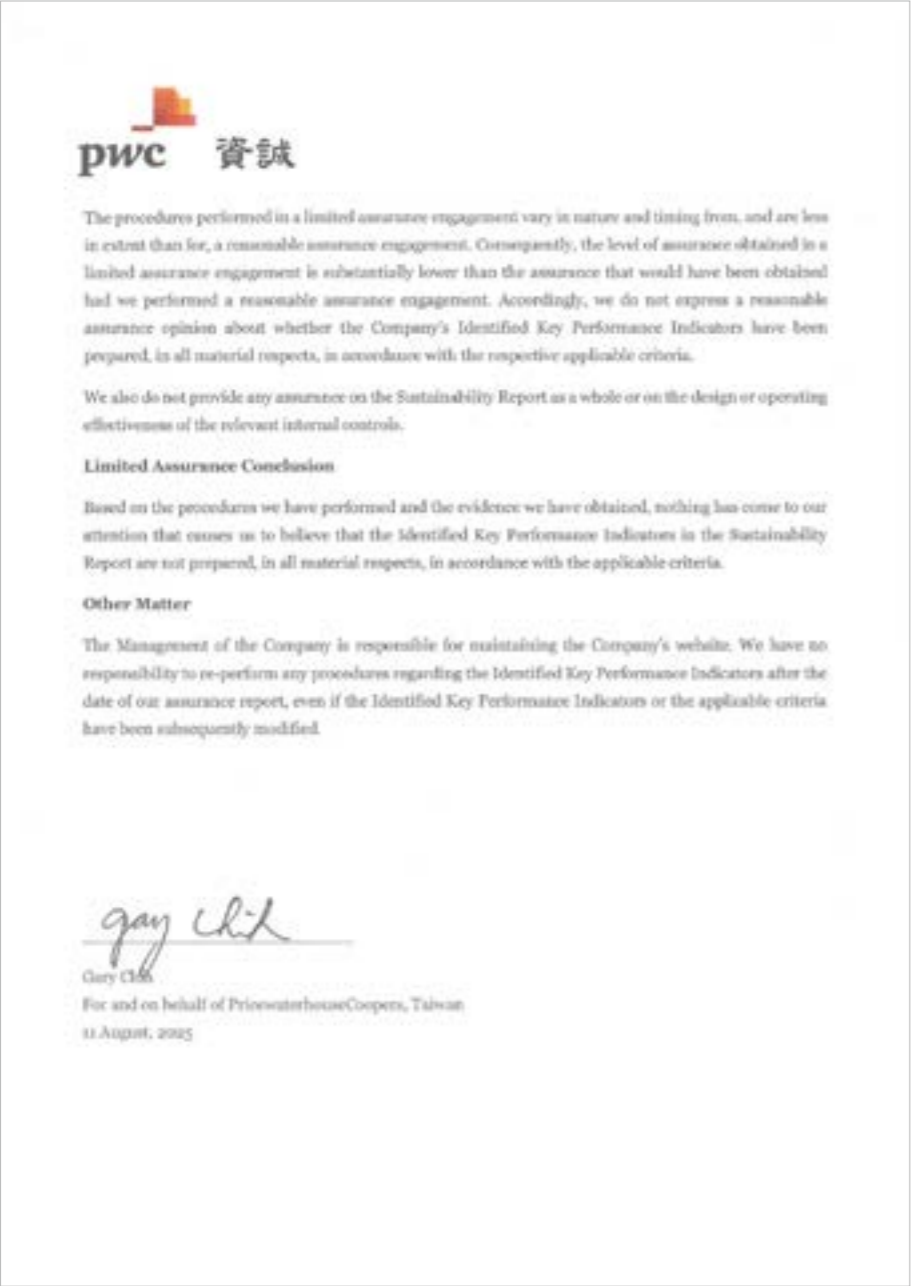 pwc 資誠
The procedures performed in a limited assurance engagement vary in nature and timing from, and are less
in extent than for, a reasonable assurance engagement. Consequently, the level of assurance obtained in a
limited assurance engagement is substantially lower than the assurance that would have been obtained
had we performed a reasonable assurance engagement. Accordingly, we do not express a reasonable
assurance opinion about whether the Company's Identified Key Performance Indicators have been
prepared, in all material respects, in accordance with the respective applicable criteria.
We also do not provide any assurance on the Sustainability Report as a whole or on the design or operating
effectiveness of the relevant internal controls.
Limited Assurance Conclusion
Based on the procedures we have performed and the evidence we have obtained, nothing has come to our
attention that causes us to believe that the Identified Key Performance Indicators in the Sustainability
Report are not prepared, in all material respects, in accordance with the applicable criteria.
Other Matter
The Management of the Company is responsible for maintaining the Company's website. We have no
responsibility to re-perform any procedures regarding the Identified Key Performance Indicators after the
date of our assurance report, even if the Identified Key Performance Indicators or the applicable criteria
have been subsequently modified.
Gary Chih
For and on behalf of PricewaterhouseCoopers, Taiwan
11 August, 2025